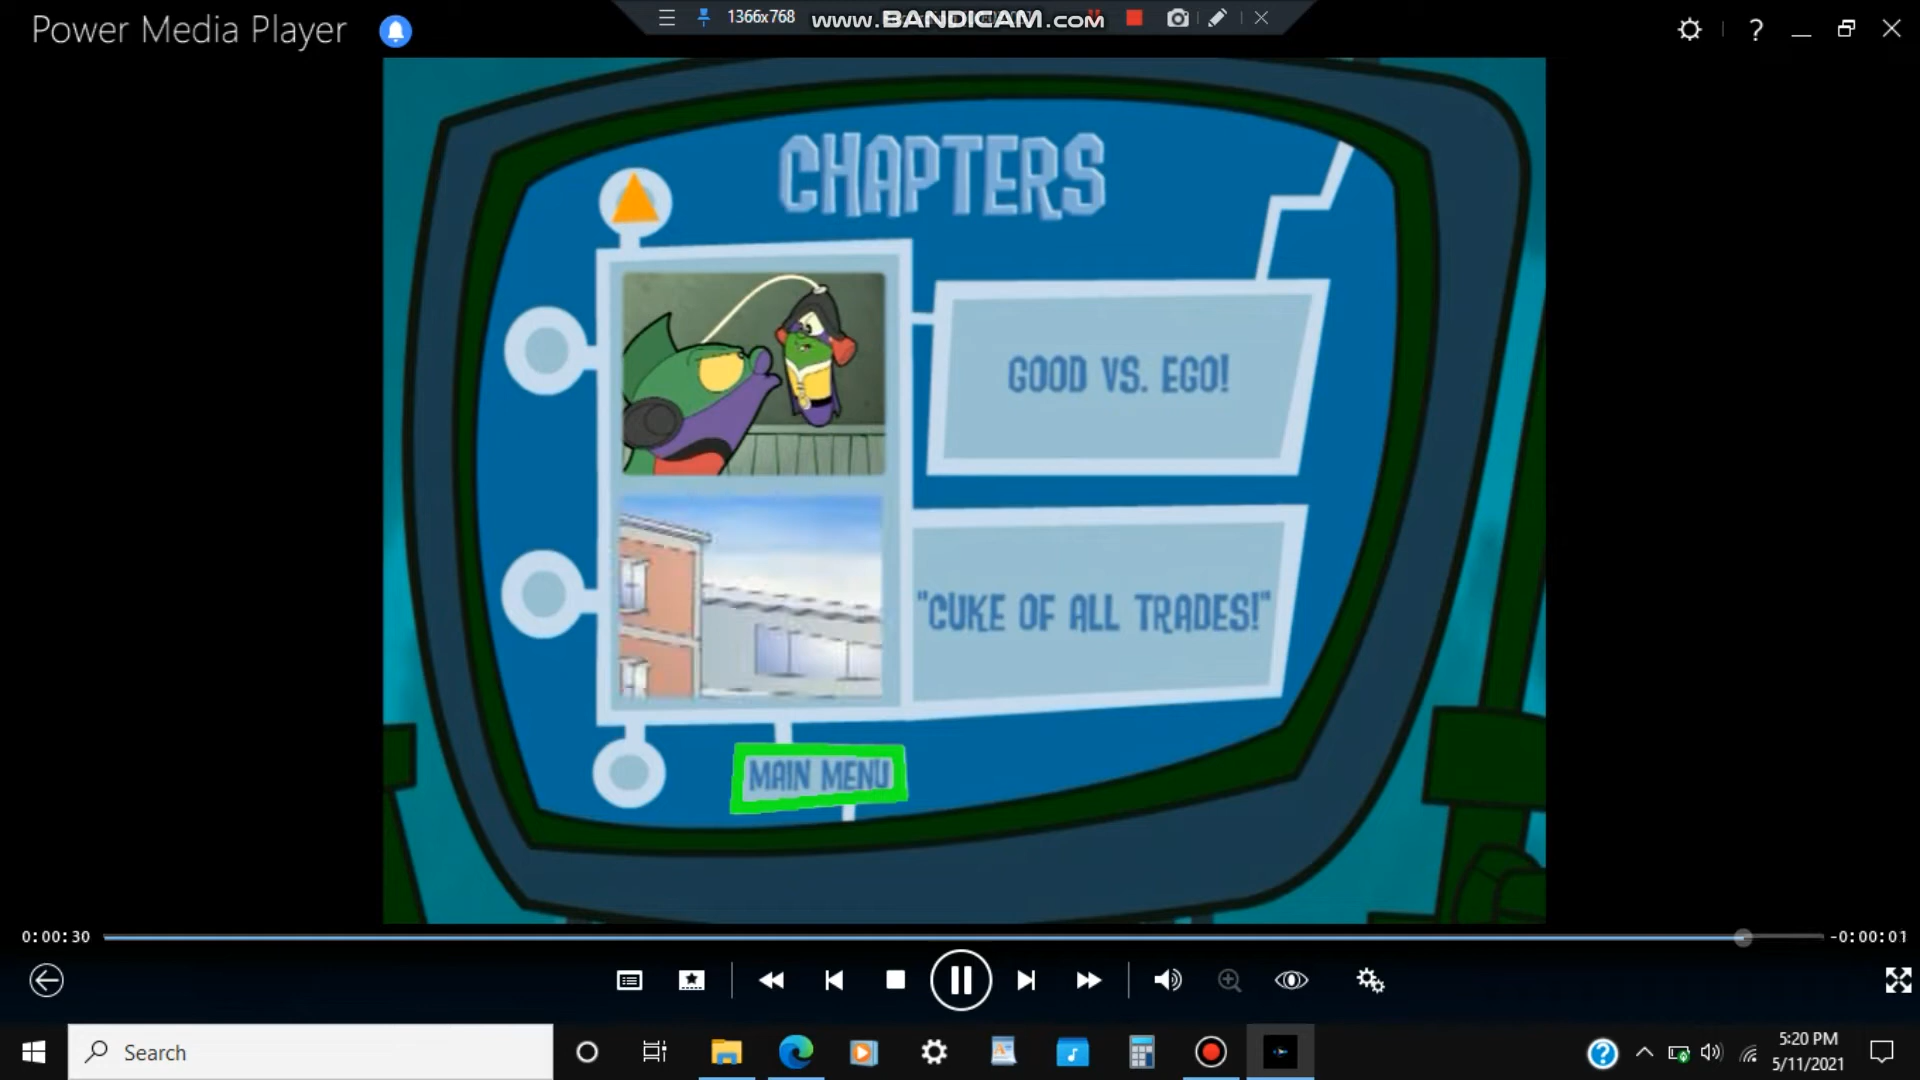 Power Media Player
1366x768
www.BANDICAM.com
?
CHAPTERS
GOOD VS. EGO!
"CUKE OF ALL TRADES!"
MAIN MENU
0:00:30
-0:00:01
Search
5:20 PM
5/11/2021